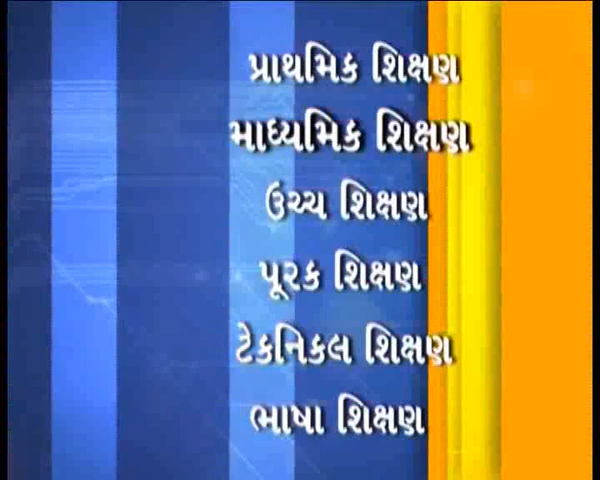 પ્રાથમિક શિક્ષણ
માધ્યમિક શિક્ષણ
ઉચ્ચ શિક્ષણ
પૂરક શિક્ષણ
ટેકનિકલ શિક્ષણ
ભાષા શિક્ષણ